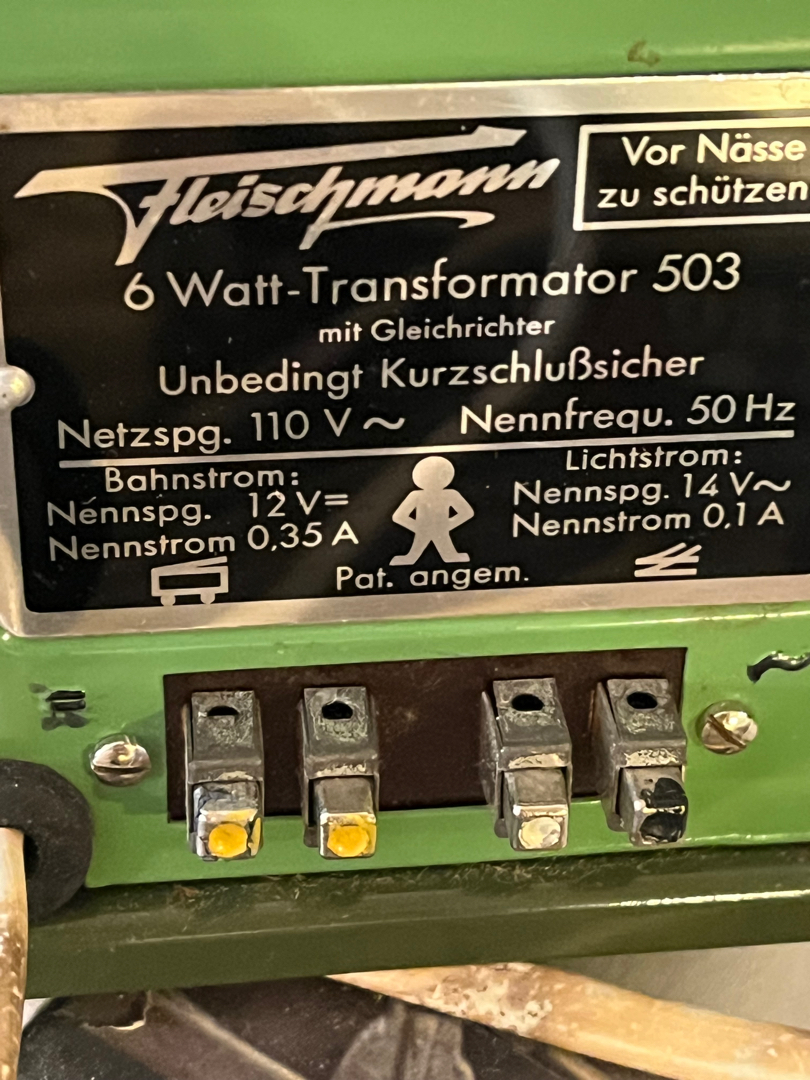 Fleischmann
Vor Nässe
zu schützen
6 Watt-Transformator 503
mit Gleichrichter
Unbedingt Kurzschlußsicher
Netzspg. 110 V ~ Nennfrequ. 50 Hz
Bahnstrom:
Nennspg. 12 V=
Nennstrom 0,35 A
Lichtstrom:
Nennspg. 14 V~
Nennstrom 0,1 A
Pat. angem.